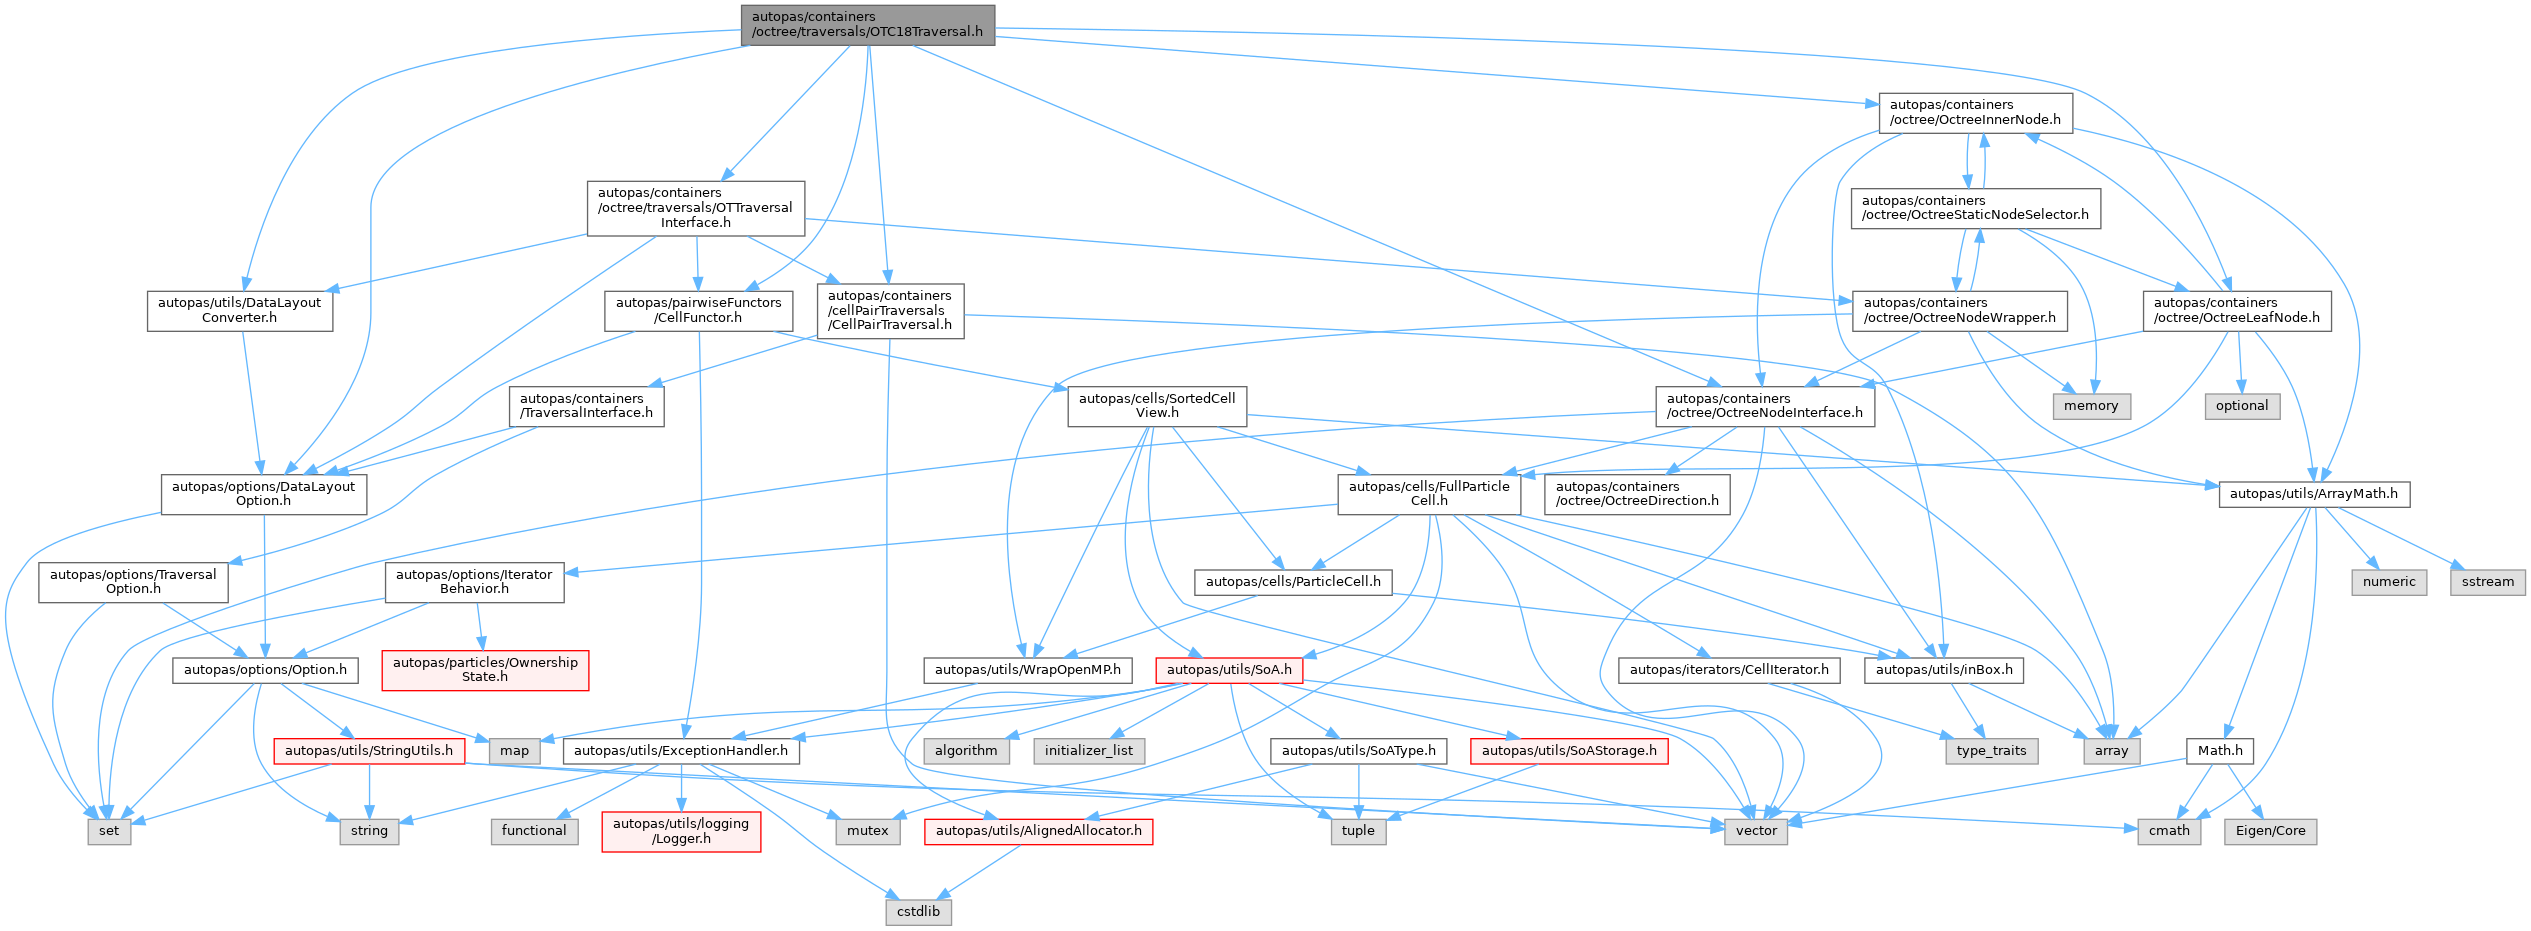 autopas/containers
/octree/traversals/OTC18Traversal.h
autopas/containers
/octree/OctreeInnerNode.h
autopas/containers
/octree/traversals/OTTraversal
Interface.h
autopas/containers
/octree/OctreeStaticNodeSelector.h
autopas/utils/DataLayout
Converter.h
autopas/pairwiseFunctors
/CellFunctor.h
autopas/containers
/cellPairTraversals
/CellPairTraversal.h
autopas/containers
/octree/OctreeNodeWrapper.h
autopas/containers
/octree/OctreeLeafNode.h
autopas/containers
/TraversalInterface.h
autopas/cells/SortedCell
View.h
autopas/containers
/octree/OctreeNodeInterface.h
memory
optional
autopas/options/DataLayout
Option.h
autopas/cells/FullParticle
Cell.h
autopas/containers
/octree/OctreeDirection.h
autopas/utils/ArrayMath.h
autopas/options/Traversal
Option.h
autopas/options/Iterator
Behavior.h
autopas/cells/ParticleCell.h
numeric
sstream
autopas/options/Option.h
autopas/particles/Ownership
State.h
autopas/utils/WrapOpenMP.h
autopas/utils/SoA.h
autopas/iterators/CellIterator.h
autopas/utils/inBox.h
autopas/utils/StringUtils.h
map
autopas/utils/ExceptionHandler.h
algorithm
initializer_list
autopas/utils/SoAType.h
autopas/utils/SoAStorage.h
type_traits
array
Math.h
set
string
functional
autopas/utils/logging
/Logger.h
mutex
autopas/utils/AlignedAllocator.h
tuple
vector
cmath
Eigen/Core
cstdlib